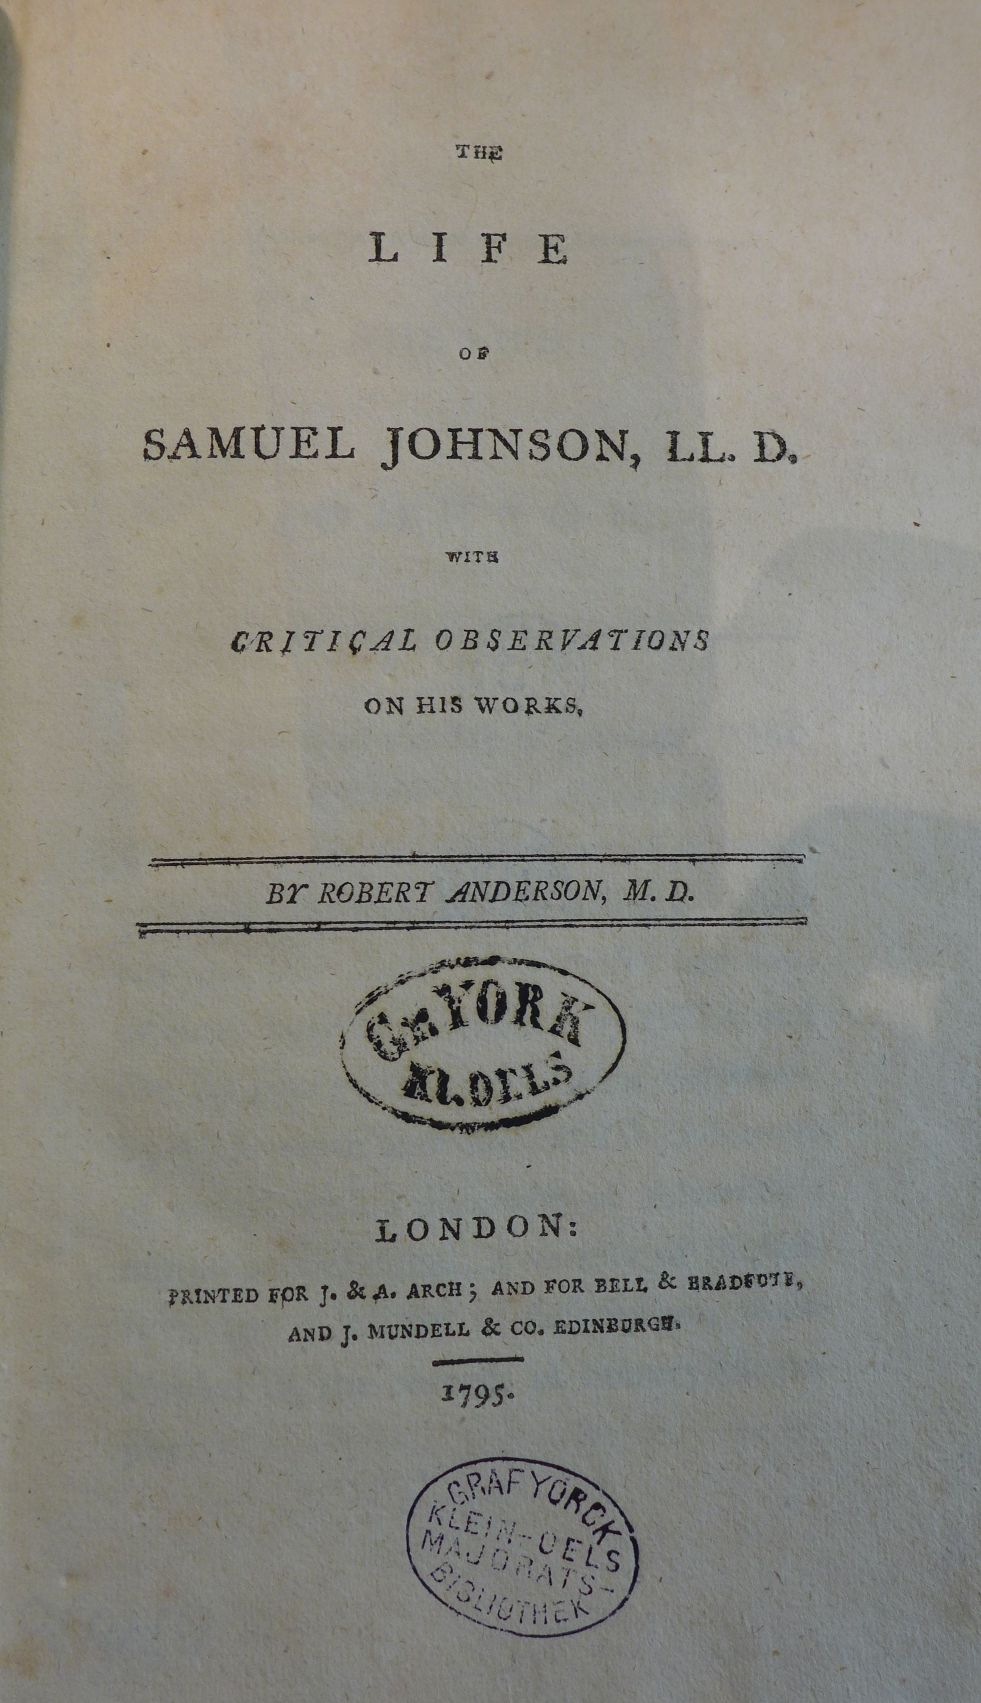 THE
LIFE
OF
SAMUEL JOHNSON, LL. D.
WITH
CRITICAL OBSERVATIONS
ON HIS WORKS,
BY ROBERT ANDERSON, M. D.
Gr. YORK
Kl. OELS
LONDON:
PRINTED FOR J. & A. ARCH; AND FOR BELL & BRADFUTE,
AND J. MUNDELL & CO. EDINBURGH.
1795.
GRAF YORCK'S
KLEIN-OELS
MAJORATS-
BIBLIOTHEK